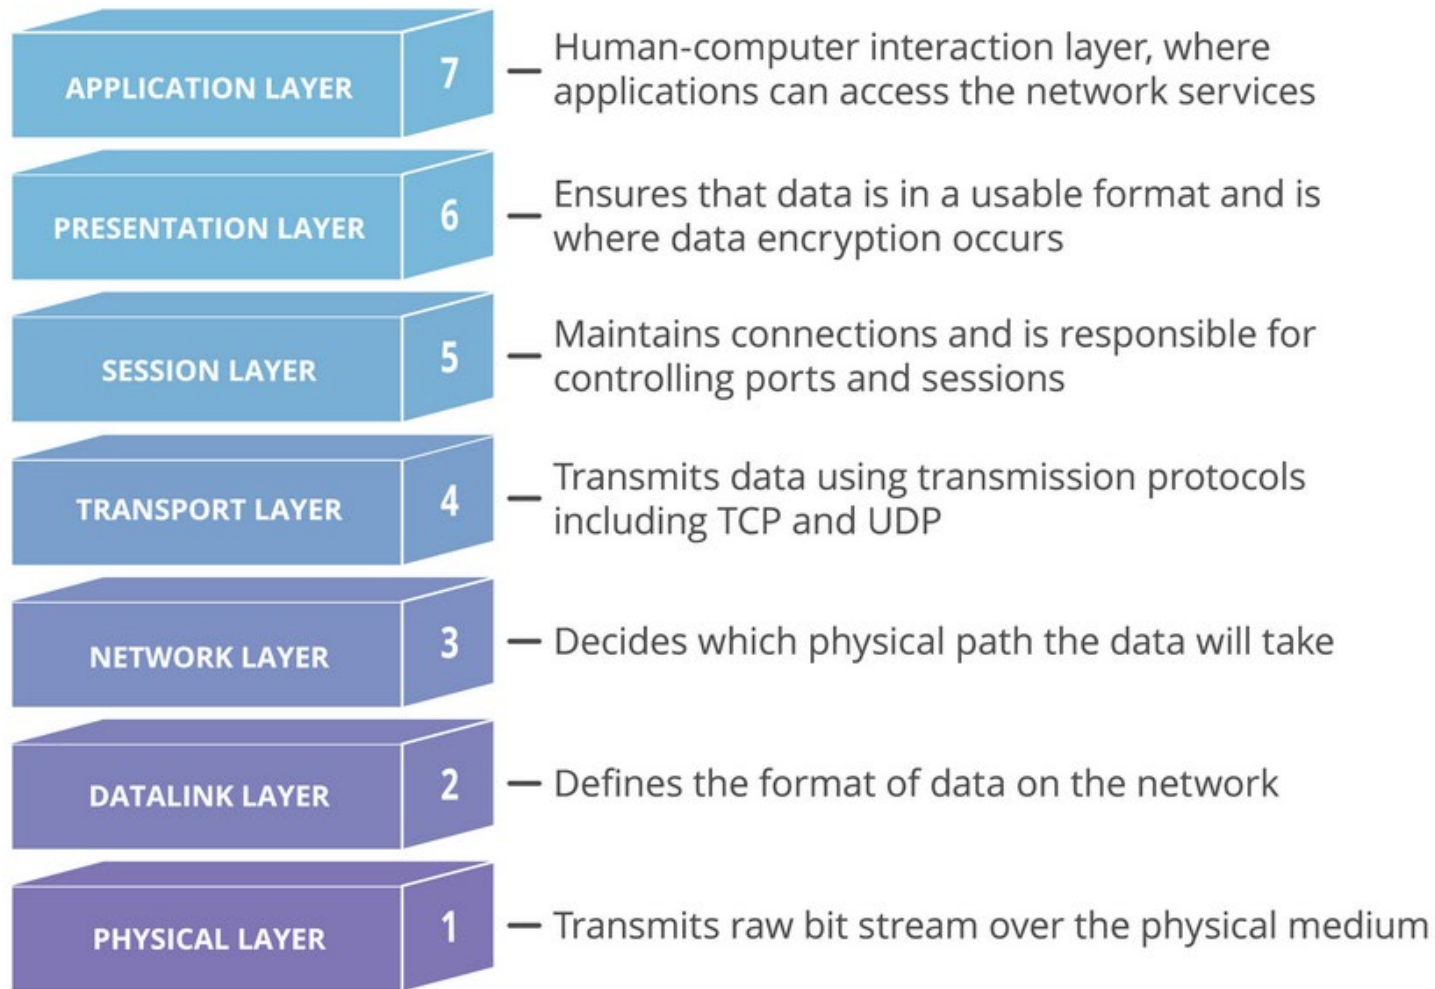 APPLICATION LAYER
7
— Human-computer interaction layer, where
applications can access the network services
PRESENTATION LAYER
6
— Ensures that data is in a usable format and is
where data encryption occurs
SESSION LAYER
5
— Maintains connections and is responsible for
controlling ports and sessions
TRANSPORT LAYER
4
— Transmits data using transmission protocols
including TCP and UDP
NETWORK LAYER
3
— Decides which physical path the data will take
DATALINK LAYER
2
— Defines the format of data on the network
PHYSICAL LAYER
1
— Transmits raw bit stream over the physical medium